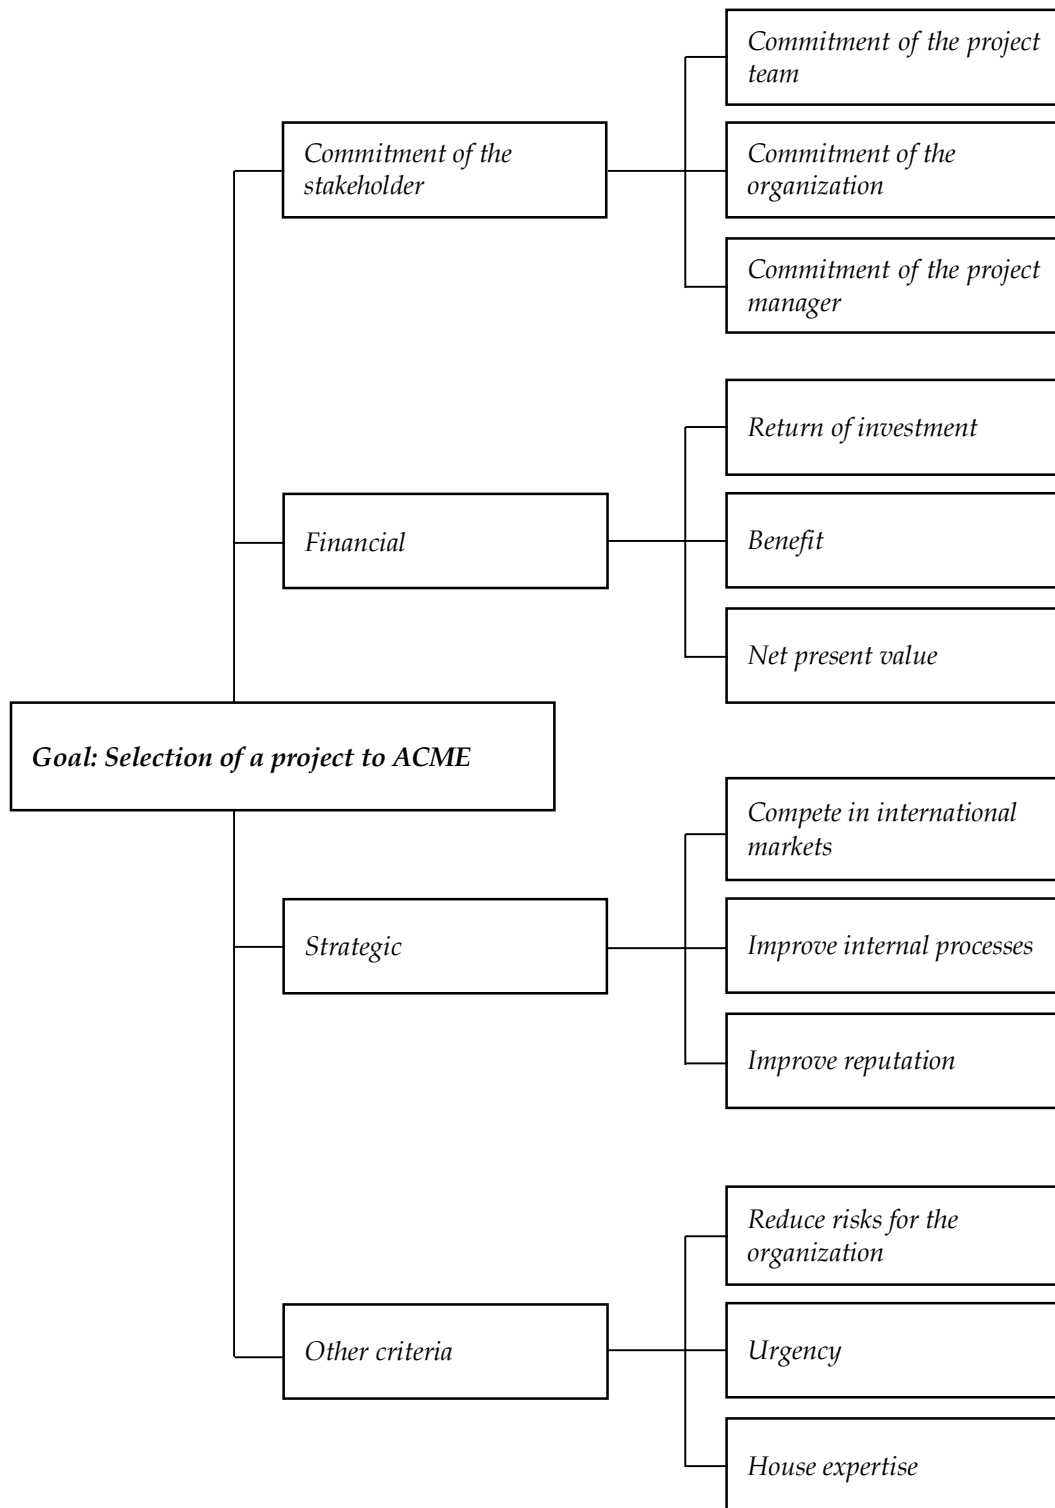 Commitment of the project
team
Commitment of the
stakeholder
Commitment of the
organization
Commitment of the project
manager
Return of investment
Financial
Benefit
Net present value
Goal: Selection of a project to ACME
Compete in international
markets
Strategic
Improve internal processes
Improve reputation
Reduce risks for the
organization
Other criteria
Urgency
House expertise